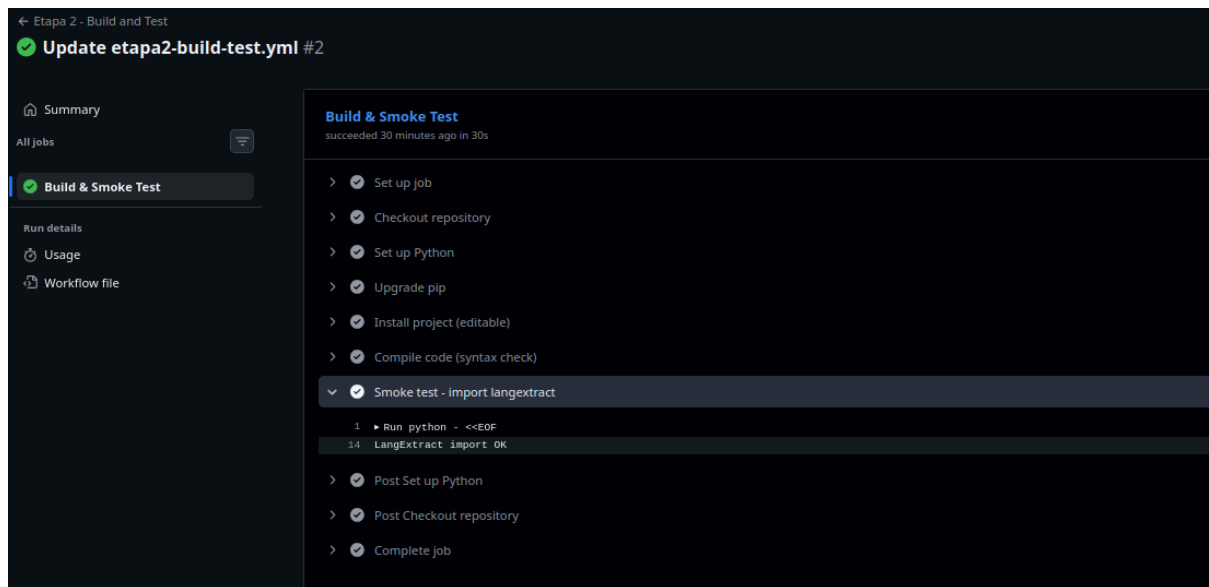 ← Etapa 2 - Build and Test
Update etapa2-build-test.yml #2
Summary
All jobs
Build & Smoke Test
Run details
Usage
Workflow file
Build & Smoke Test
succeeded 30 minutes ago in 30s
Set up job
Checkout repository
Set up Python
Upgrade pip
Install project (editable)
Compile code (syntax check)
Smoke test - import langextract
1 ▸ Run python - <<EOF
14 LangExtract import OK
Post Set up Python
Post Checkout repository
Complete job